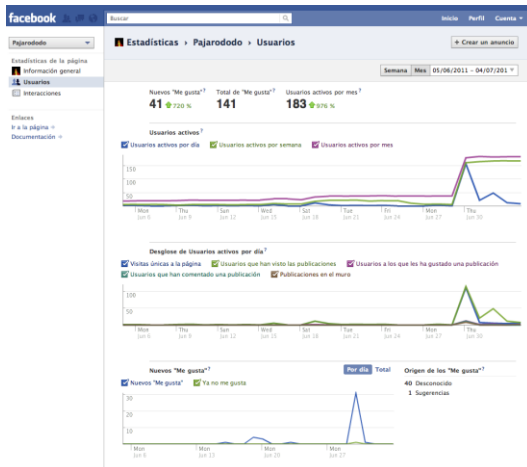 facebook
Buscar
Inicio Perfil Cuenta
Pajarododo
Estadísticas de la página
Información general
Usuarios
Interacciones
Enlaces
Ir a la página
Documentación
Estadísticas › Pajarododo › Usuarios
+ Crear un anuncio
Semana Mes 05/06/2011 - 04/07/201
Nuevos "Me gusta"? Total de "Me gusta"? Usuarios activos por mes?
41 720 % 141 183 876 %
Usuarios activos?
Usuarios activos por día Usuarios activos por semana Usuarios activos por mes
150
100
50
Mon Thu Sun Wed Sat Tue Fri Mon Thu
Jun 6 Jun 9 Jun 12 Jun 15 Jun 18 Jun 21 Jun 24 Jun 27 Jun 30
Desglose de Usuarios activos por día?
Visitas únicas a la página Usuarios que han visto las publicaciones Usuarios a los que les ha gustado una publicación
Usuarios que han comentado una publicación Publicaciones en el muro
100
50
Mon Thu Sun Wed Sat Tue Fri Mon Thu
Jun 6 Jun 9 Jun 12 Jun 15 Jun 18 Jun 21 Jun 24 Jun 27 Jun 30
Nuevos "Me gusta"? Por día Total
Nuevos "Me gusta" Ya no me gusta
30
20
10
Mon Mon Mon Mon
Jun 6 Jun 13 Jun 20 Jun 27
Origen de los "Me gusta"?
40 Desconocido
1 Sugerencias